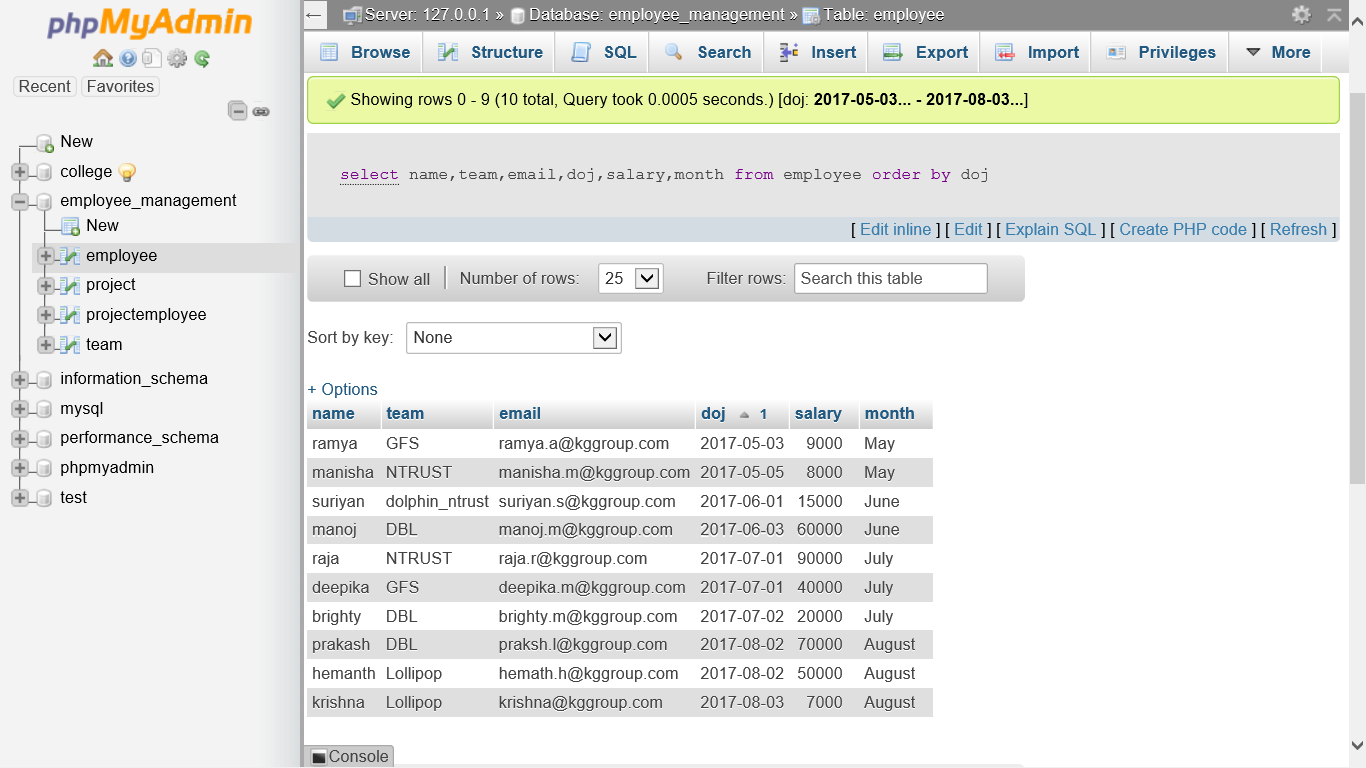 phpMyAdmin
Recent Favorites
New
college
employee_management
New
employee
project
projectemployee
team
information_schema
mysql
performance_schema
phpmyadmin
test
Server: 127.0.0.1 » Database: employee_management » Table: employee
Browse Structure SQL Search Insert Export Import Privileges More
Showing rows 0 - 9 (10 total, Query took 0.0005 seconds.) [doj: 2017-05-03... - 2017-08-03...]
select name,team,email,doj,salary,month from employee order by doj
[ Edit inline ] [ Edit ] [ Explain SQL ] [ Create PHP code ] [ Refresh ]
Show all Number of rows: 25 Filter rows: Search this table
Sort by key: None
+ Options
name team email doj 1 salary month
ramya GFS ramya.a@kggroup.com 2017-05-03 9000 May
manisha NTRUST manisha.m@kggroup.com 2017-05-05 8000 May
suriyan dolphin_ntrust suriyan.s@kggroup.com 2017-06-01 15000 June
manoj DBL manoj.m@kggroup.com 2017-06-03 60000 June
raja NTRUST raja.r@kggroup.com 2017-07-01 90000 July
deepika GFS deepika.m@kggroup.com 2017-07-01 40000 July
brighty DBL brighty.m@kggroup.com 2017-07-02 20000 July
prakash DBL praksh.l@kggroup.com 2017-08-02 70000 August
hemanth Lollipop hemath.h@kggroup.com 2017-08-02 50000 August
krishna Lollipop krishna@kggroup.com 2017-08-03 7000 August
Console